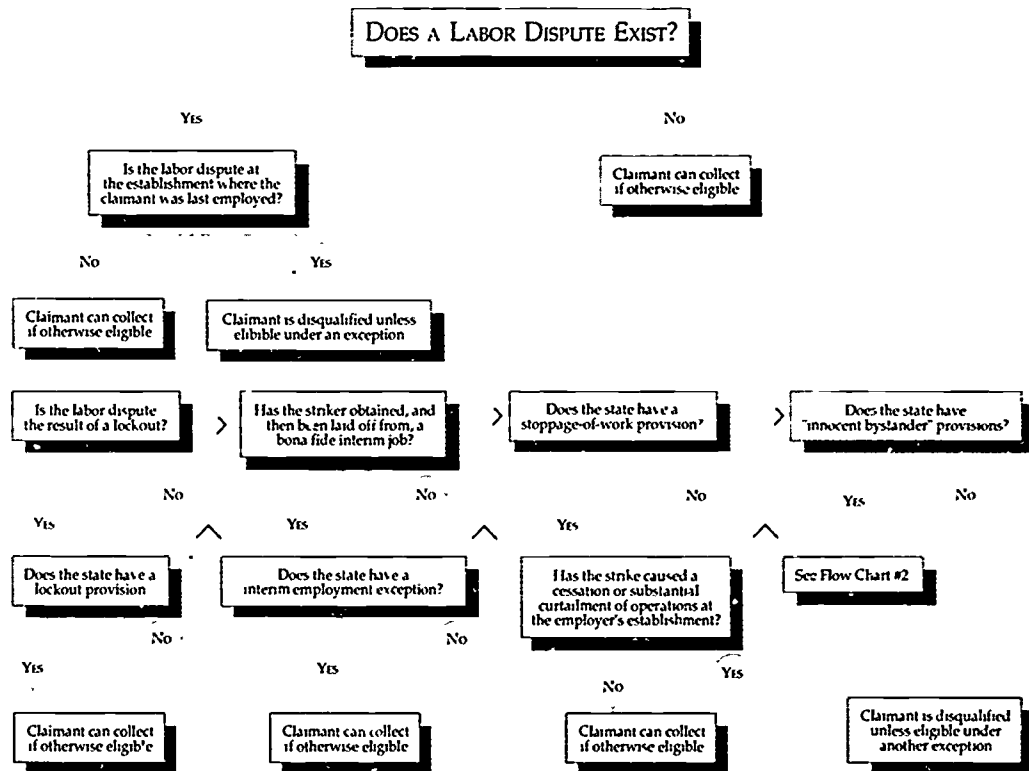 DOES A LABOR DISPUTE EXIST?
YES
NO
Is the labor dispute at
the establishment where the
claimant was last employed?
Claimant can collect
if otherwise eligible
NO
YES
Claimant can collect
if otherwise eligible
Claimant is disqualified unless
elibible under an exception
Is the labor dispute
the result of a lockout?
>
Has the striker obtained, and
then been laid off from, a
bona fide interim job?
>
Does the state have a
stoppage-of-work provision?
>
Does the state have
"innocent bystander" provisions?
NO
NO
NO
YES
NO
YES
YES
YES
Does the state have a
lockout provision
Does the state have a
interim employment exception?
Has the strike caused a
cessation or substantial
curtailment of operations at
the employer's establishment?
See Flow Chart #2
NO
NO
YES
YES
YES
NO
Claimant can collect
if otherwise eligible
Claimant can collect
if otherwise eligible
Claimant can collect
if otherwise eligible
Claimant is disqualified
unless eligible under
another exception